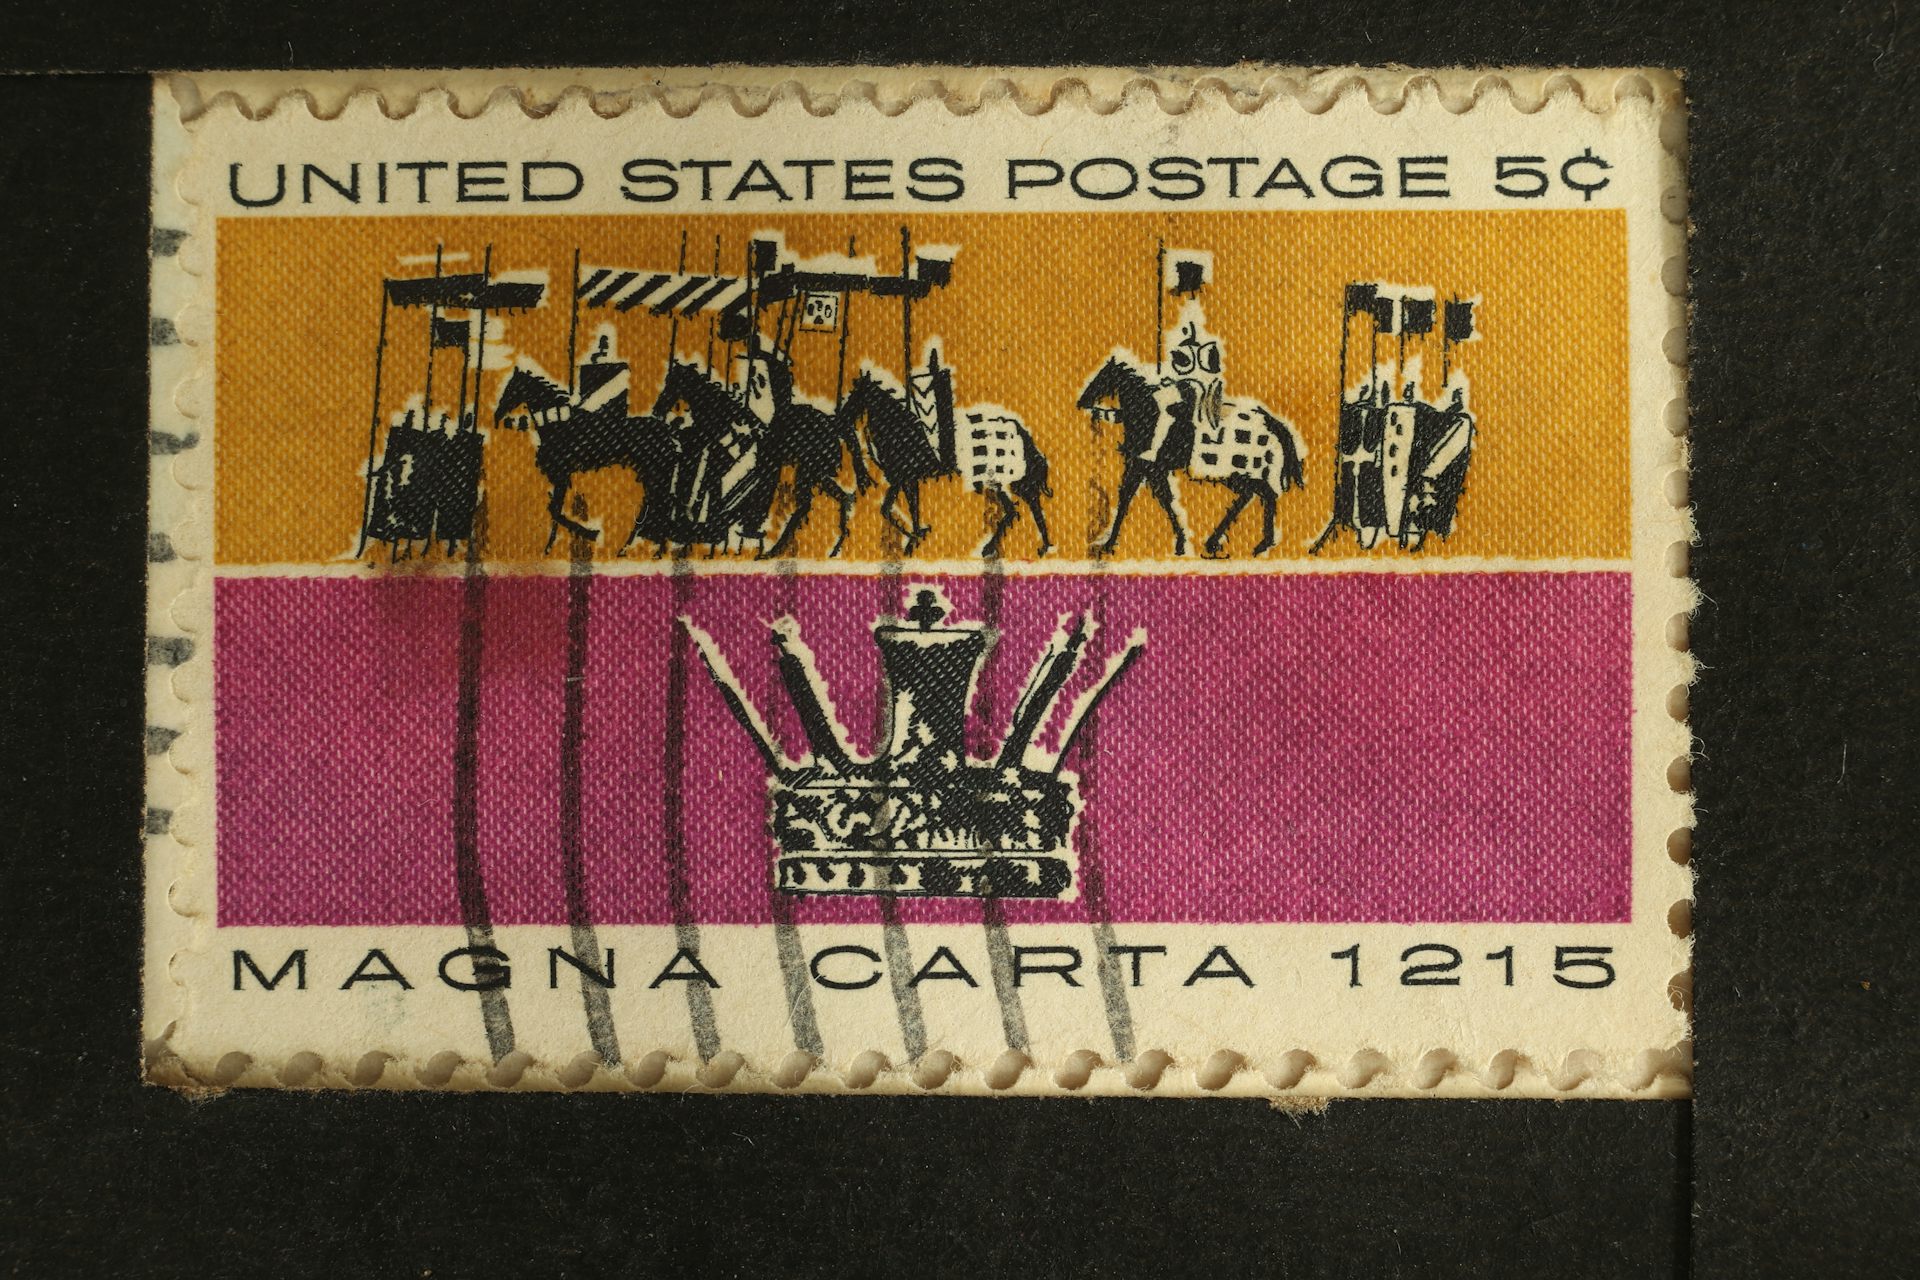 UNITED STATES POSTAGE 5¢
MAGNA CARTA 1215